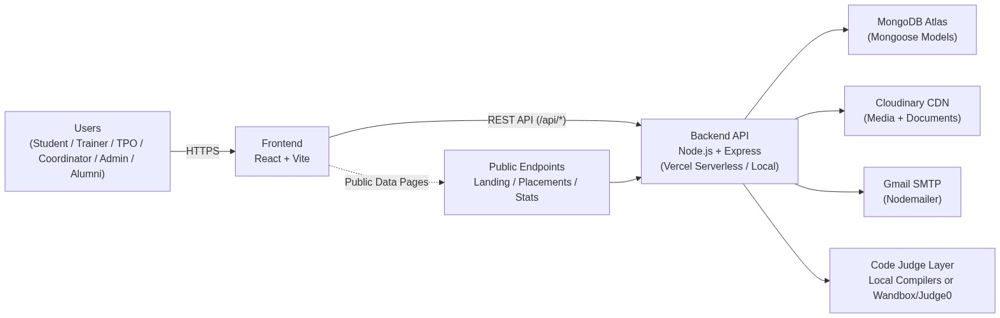 Users
(Student / Trainer / TPO /
Coordinator / Admin /
Alumni)
HTTPS
Frontend
React + Vite
REST API (/api/*)
Public Data Pages
Public Endpoints
Landing / Placements /
Stats
Backend API
Node.js + Express
(Vercel Serverless / Local)
MongoDB Atlas
(Mongoose Models)
Cloudinary CDN
(Media + Documents)
Gmail SMTP
(Nodemailer)
Code Judge Layer
Local Compilers or
Wandbox/Judge0